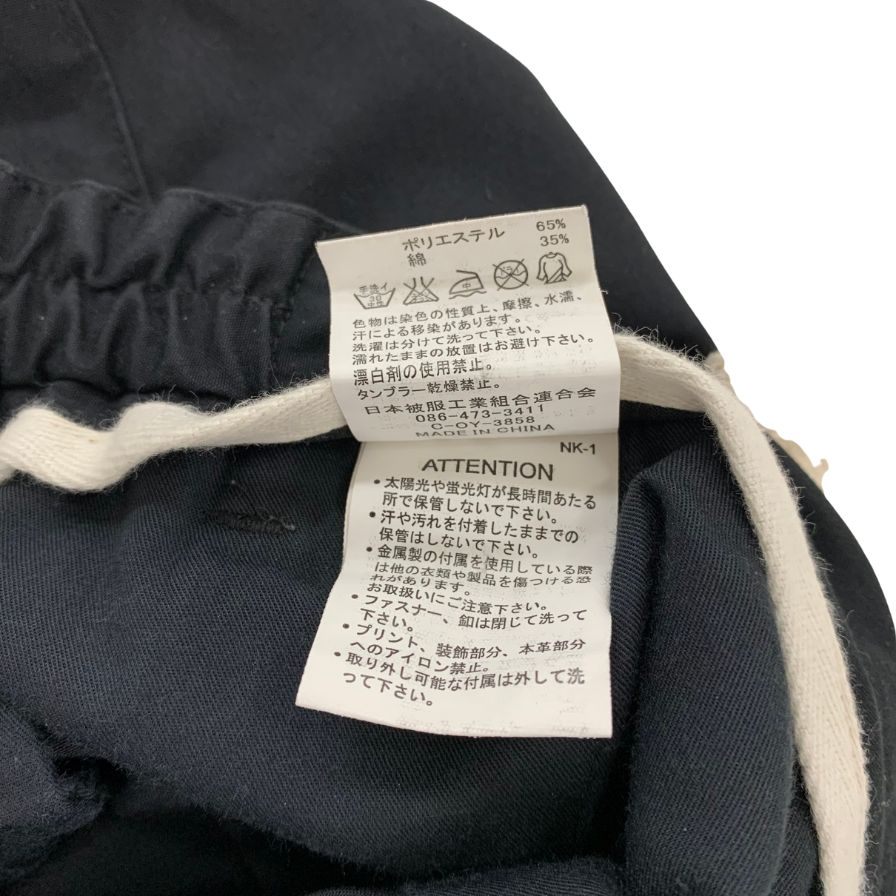 ポリエステル 65%
綿 35%
手洗イ
30
中性
中
色物は染色の性質上、摩擦、水濡、
汗による移染があります。
洗濯は分けて洗って下さい。
濡れたままの放置はお避け下さい。
漂白剤の使用禁止。
タンブラー乾燥禁止。
日本被服工業組合連合会
086-473-3411
C-OY-3858
MADE IN CHINA
NK-1
ATTENTION
•太陽光や蛍光灯が長時間あたる
所で保管しないで下さい。
•汗や汚れを付着したままでの
保管はしないで下さい。
•金属製の付属を使用している際
は他の衣類や製品を傷つける恐
れがあります。
お取扱いにご注意下さい。
•ファスナー、釦は閉じて洗って
下さい。
•プリント、装飾部分、本革部分
へのアイロン禁止。
•取り外し可能な付属は外して洗
って下さい。